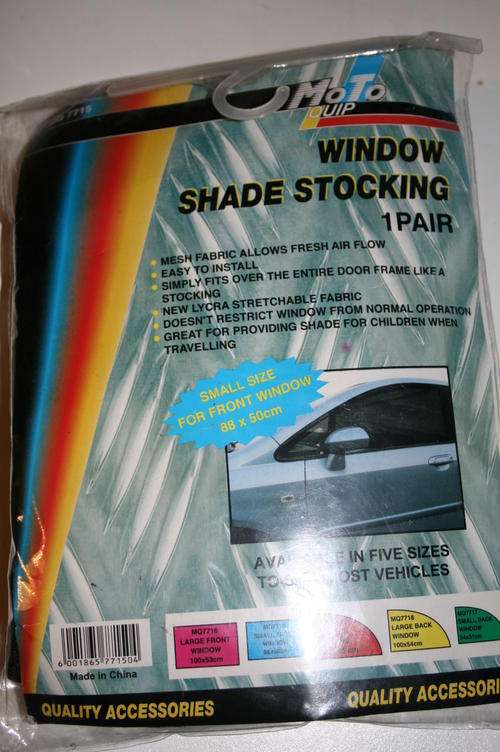 7715
MOTO
QUIP
WINDOW
SHADE STOCKING
1PAIR
MESH FABRIC ALLOWS FRESH AIR FLOW
EASY TO INSTALL
SIMPLY FITS OVER THE ENTIRE DOOR FRAME LIKE A
STOCKING
NEW LYCRA STRETCHABLE FABRIC
DOESN'T RESTRICT WINDOW FROM NORMAL OPERATION
GREAT FOR PROVIDING SHADE FOR CHILDREN WHEN
TRAVELLING
SMALL SIZE
FOR FRONT WINDOW
88 x 50cm
IN FIVE SIZES
VEHICLES
MQ7716
LARGE FRONT
WINDOW
100x53cm
MQ7718
LARGE BACK
WINDOW
100x54cm
MQ7717
SMALL BACK
WINDOW
6 001865 771504
Made in China
QUALITY ACCESSORIES
QUALITY ACCESSORI